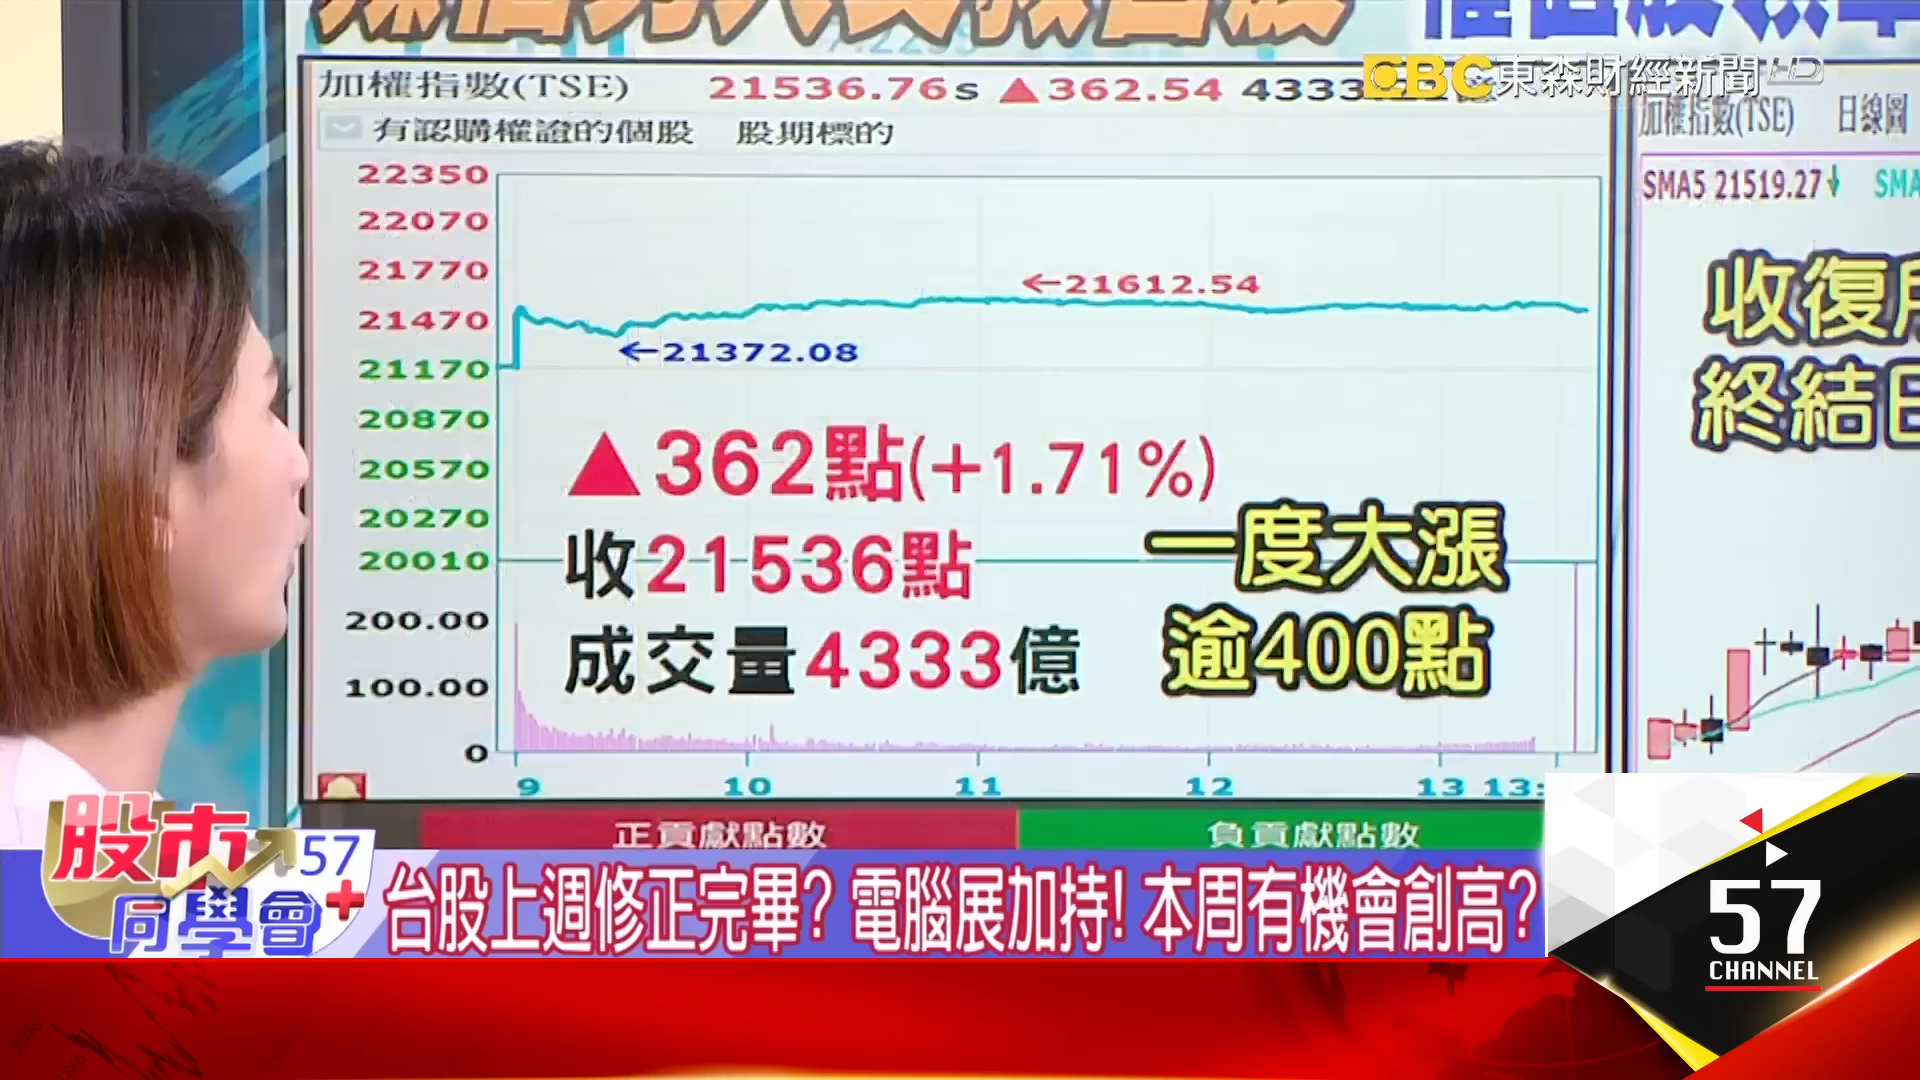 EBC 東森財經新聞 HD
加權指數(TSE) 21536.76s ▲362.54 4333
有認購權證的個股 股期標的
22350
22070
21770
21470
21170
20870
20570
20270
20010
200.00
100.00
0
←21612.54
←21372.08
▲362點(+1.71%)
收21536點
成交量4333億
一度大漲
逾400點
9 10 11 12 13 13:
加權指數(TSE) 日線圖
SMA5 21519.27↓ SMA
收復
終結
正貢獻點數
負貢獻點數
股市 57
同學會+
台股上週修正完畢? 電腦展加持! 本周有機會創高?
57
CHANNEL